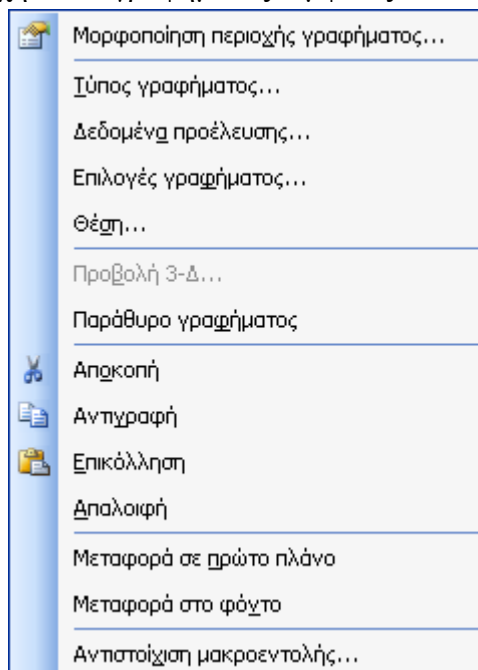 Μορφοποίηση περιοχής γραφήματος...
Τύπος γραφήματος...
Δεδομένα προέλευσης...
Επιλογές γραφήματος...
Θέση...
Προβολή 3-Δ...
Παράθυρο γραφήματος
Αποκοπή
Αντιγραφή
Επικόλληση
Απαλοιφή
Μεταφορά σε πρώτο πλάνο
Μεταφορά στο φόντο
Αντιστοίχιση μακροεντολής...